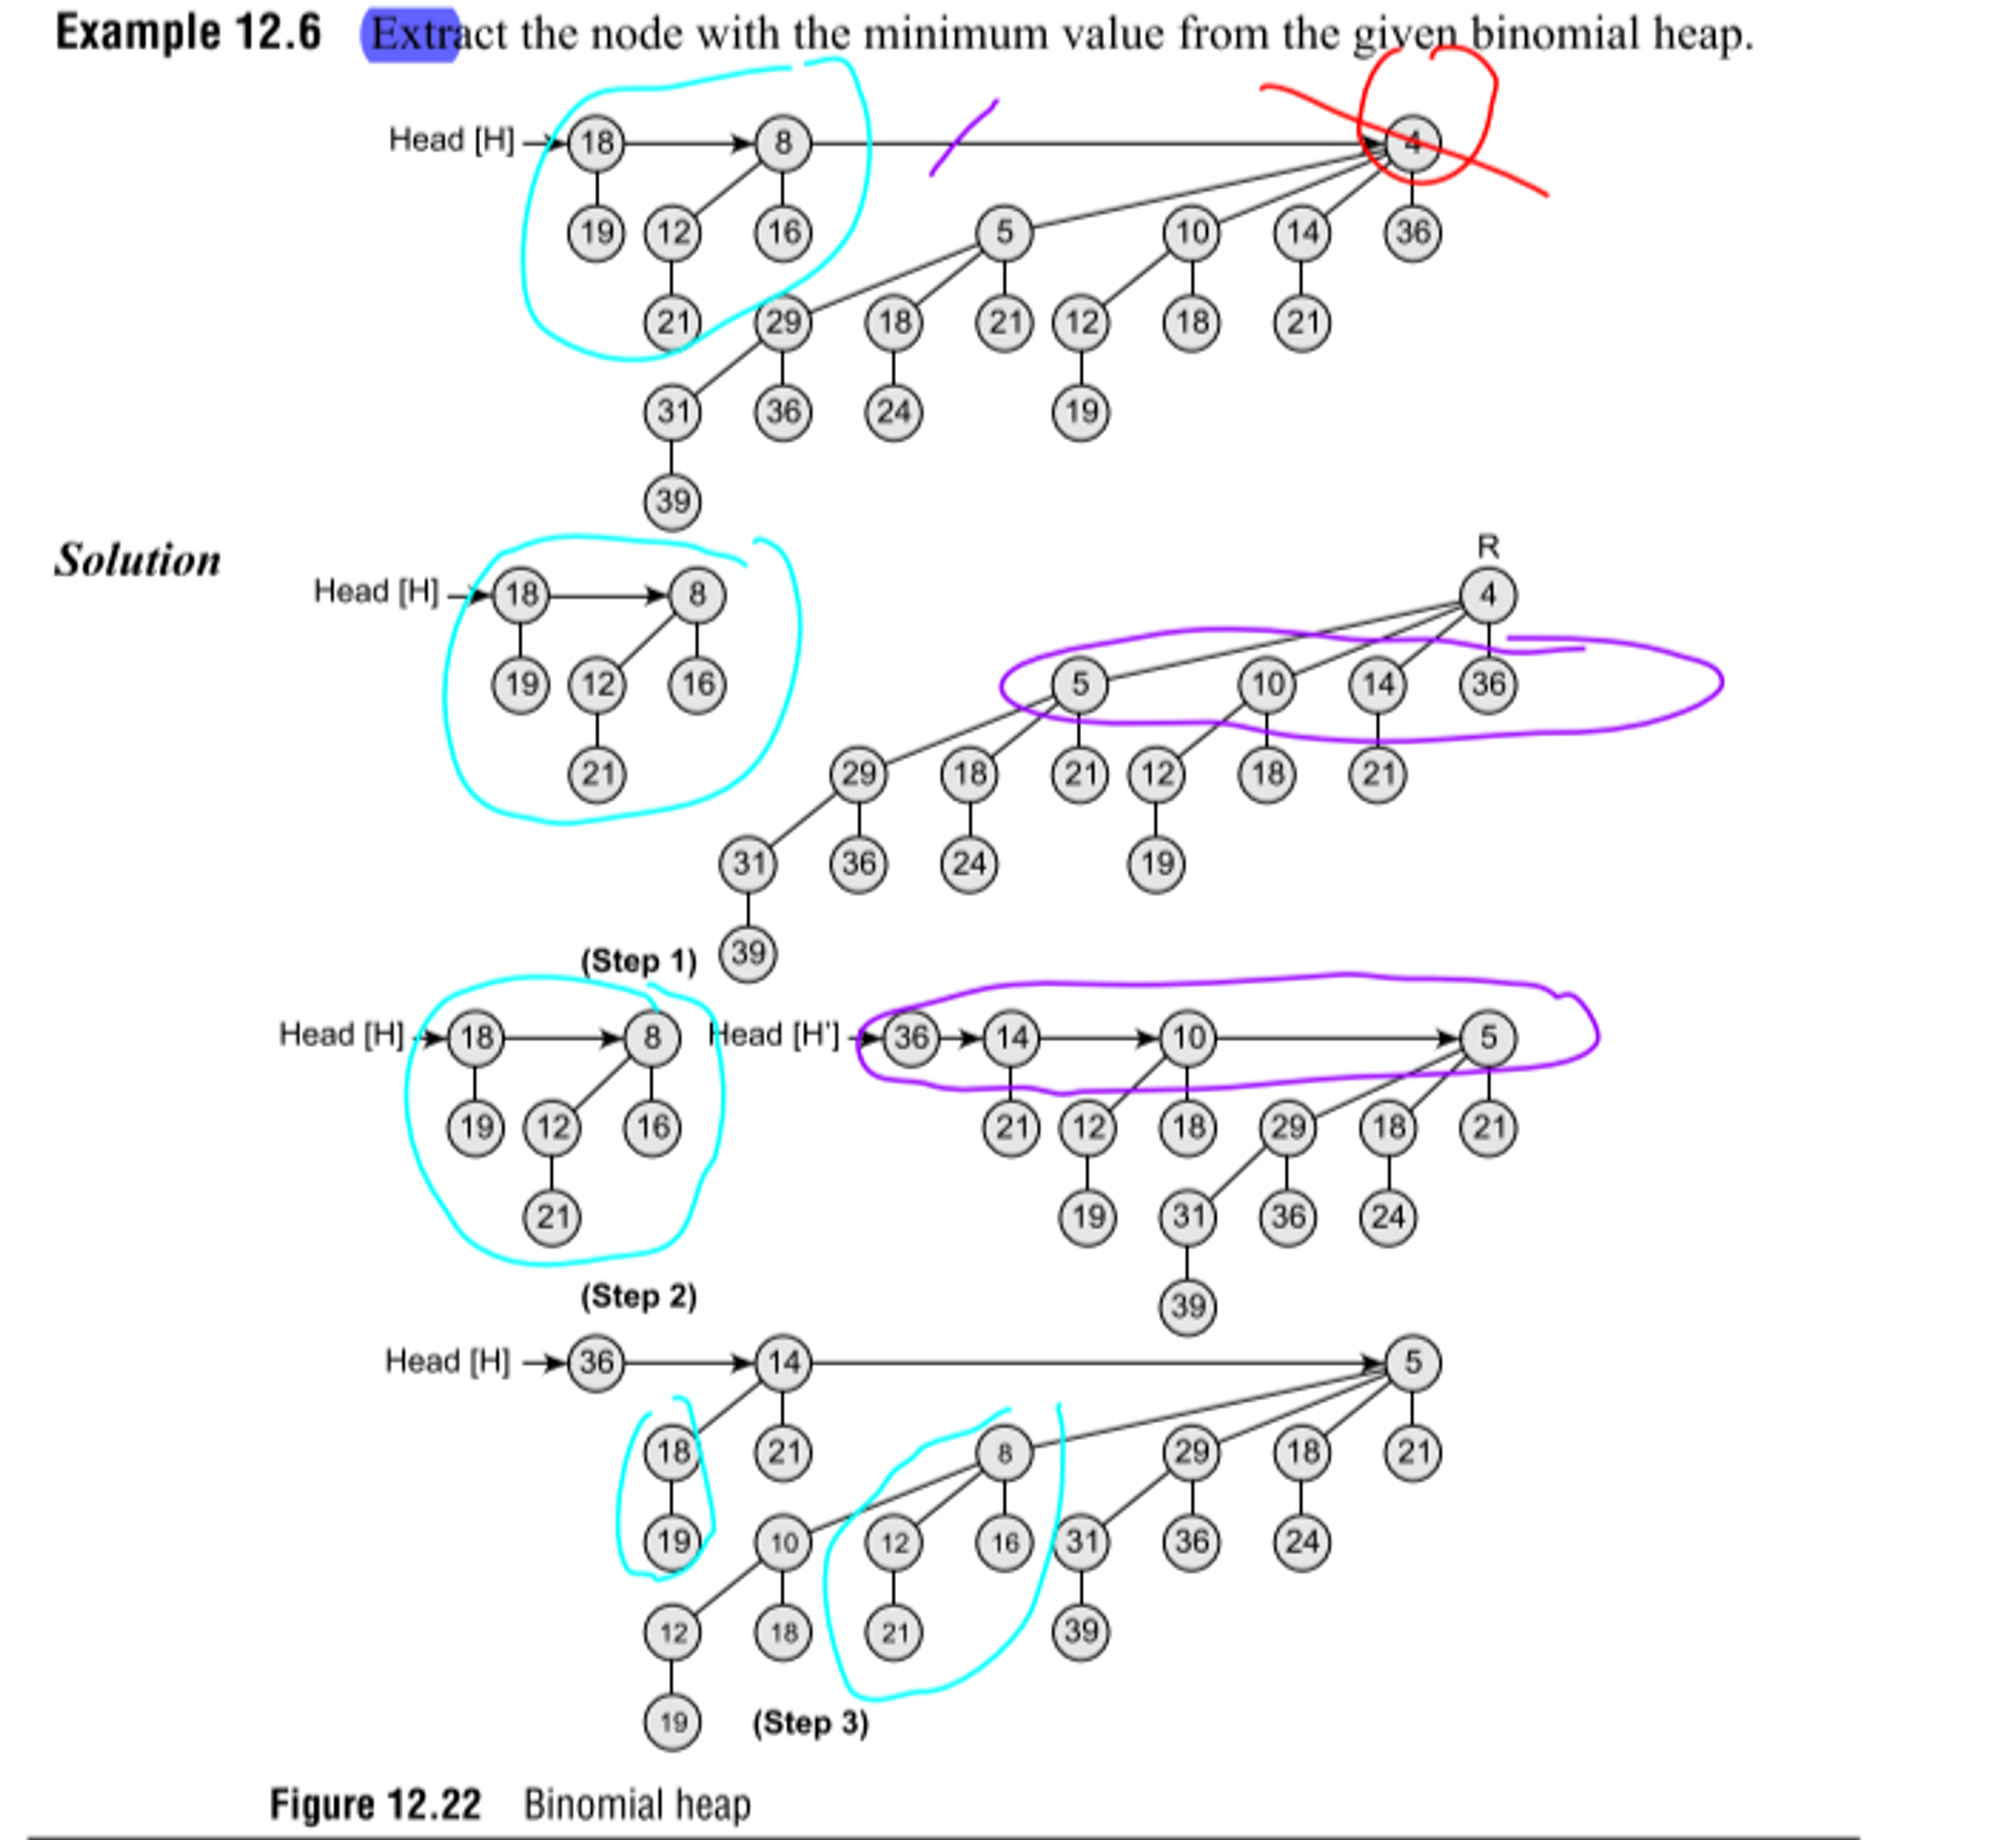 Example 12.6 Extract the node with the minimum value from the given binomial heap.
Head [H] 18 8 4
19 12 16 5 10 14 36
21 29 18 21 12 18 21
31 36 24 19
39
Solution
R
Head [H] 18 8 4
19 12 16 5 10 14 36
21 29 18 21 12 18 21
31 36 24 19
(Step 1) 39
Head [H] 18 8 Head [H'] 36 14 10 5
19 12 16 21 12 18 29 18 21
21 19 31 36 24
(Step 2) 39
Head [H] 36 14 5
18 21 8 29 18 21
19 10 12 16 31 36 24
12 18 21 39
19 (Step 3)
Figure 12.22 Binomial heap